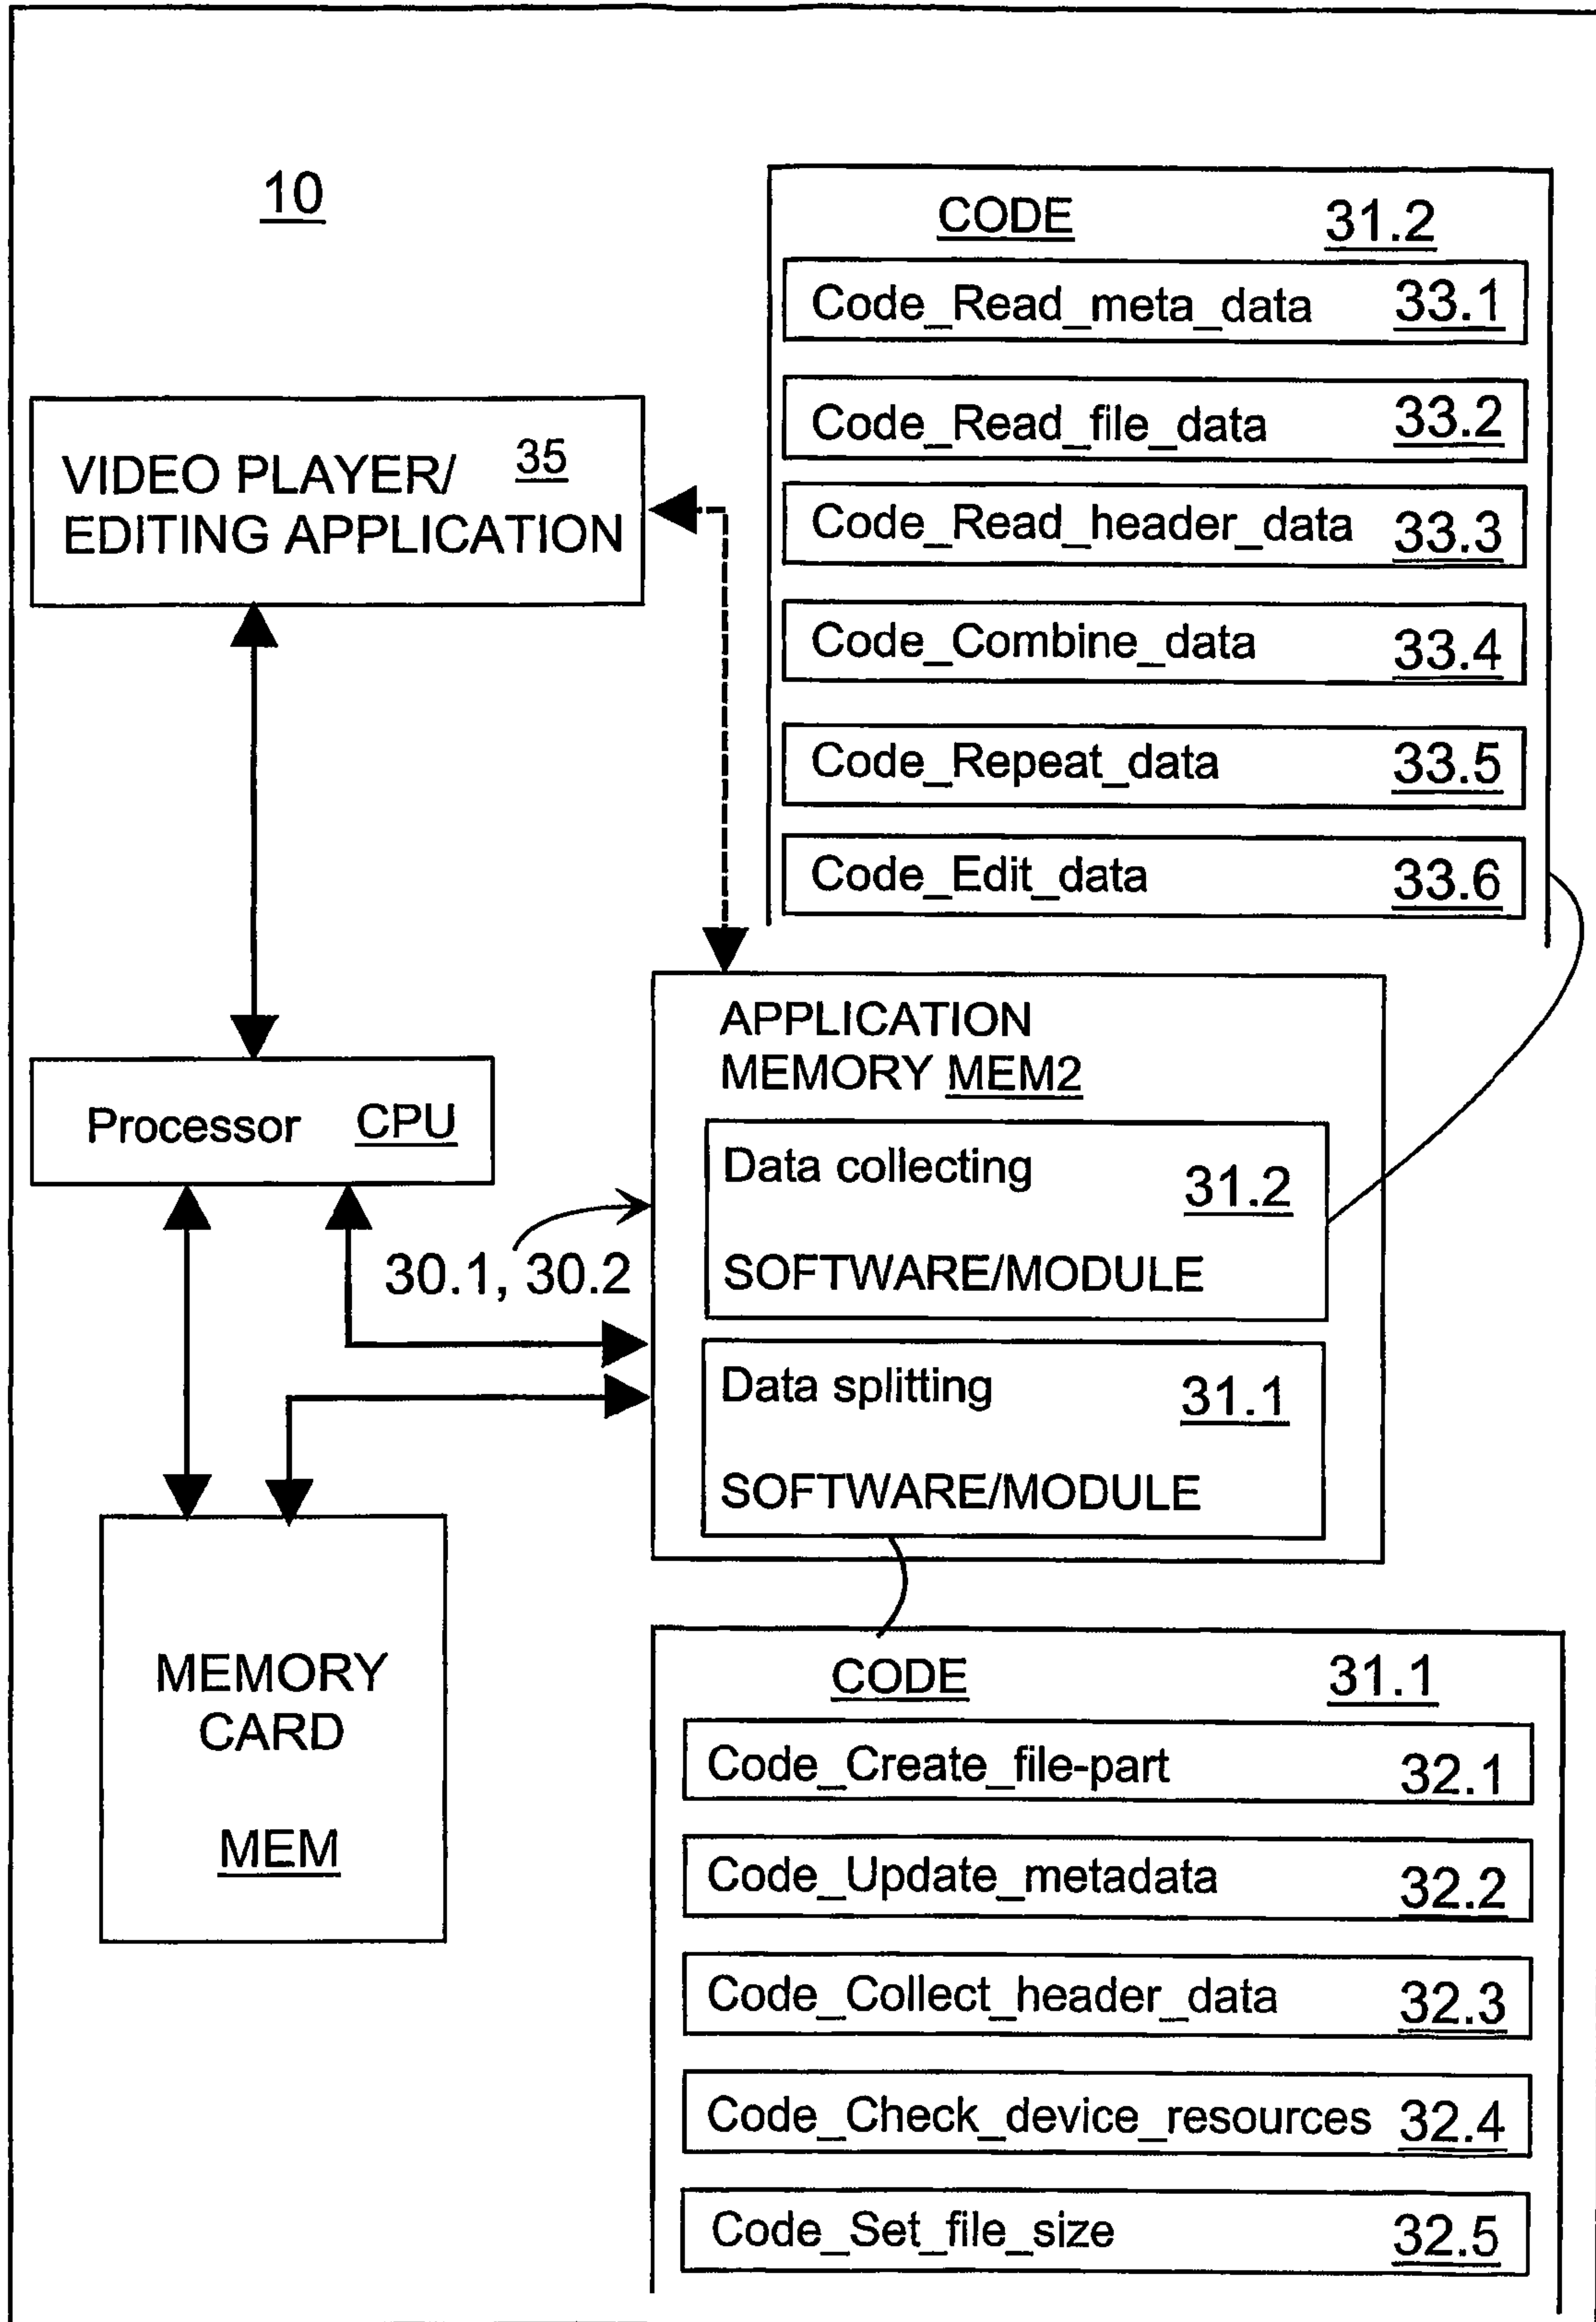 10
CODE 31.2
Code_Read_meta_data 33.1
Code_Read_file_data 33.2
Code_Read_header_data 33.3
Code_Combine_data 33.4
Code_Repeat_data 33.5
Code_Edit_data 33.6
VIDEO PLAYER/ 35
EDITING APPLICATION
Processor CPU
30.1, 30.2
APPLICATION
MEMORY MEM2
Data collecting 31.2
SOFTWARE/MODULE
Data splitting 31.1
SOFTWARE/MODULE
MEMORY
CARD
MEM
CODE 31.1
Code_Create_file-part 32.1
Code_Update_metadata 32.2
Code_Collect_header_data 32.3
Code_Check_device_resources 32.4
Code_Set_file_size 32.5